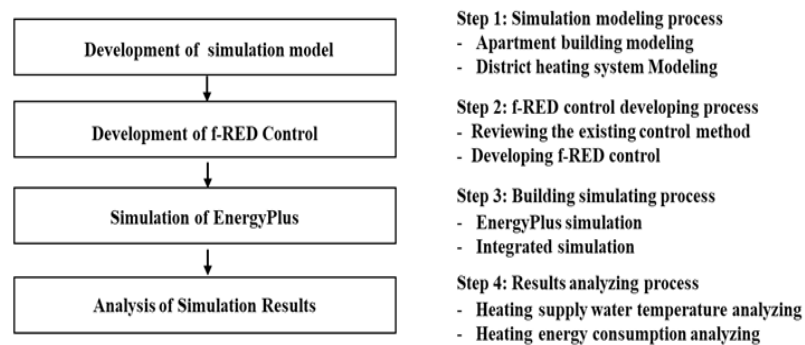 Development of simulation model
Development of f-RED Control
Simulation of EnergyPlus
Analysis of Simulation Results
Step 1: Simulation modeling process
- Apartment building modeling
- District heating system Modeling
Step 2: f-RED control developing process
- Reviewing the existing control method
- Developing f-RED control
Step 3: Building simulating process
- EnergyPlus simulation
- Integrated simulation
Step 4: Results analyzing process
- Heating supply water temperature analyzing
- Heating energy consumption analyzing